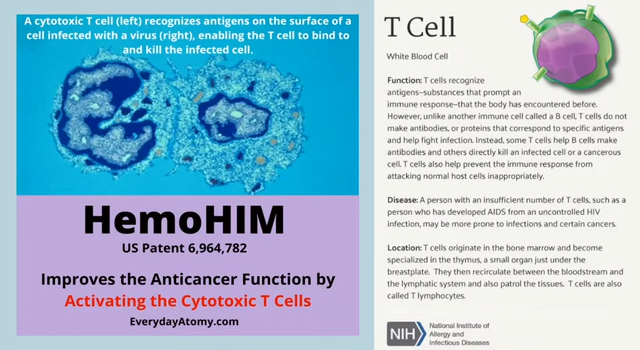 A cytotoxic T cell (left) recognizes antigens on the surface of a
cell infected with a virus (right), enabling the T cell to bind to
and kill the infected cell.
HemoHIM
US Patent 6,964,782
Improves the Anticancer Function by
Activating the Cytotoxic T Cells
EverydayAtomy.com
T Cell
White Blood Cell
Function: T cells recognize
antigens–substances that prompt an
immune response–that the body has encountered before.
However, unlike another immune cell called a B cell, T cells do not
make antibodies, or proteins that correspond to specific antigens
and help fight infection. Instead, some T cells help B cells make
antibodies and others directly kill an infected cell or a cancerous
cell. T cells also help prevent the immune response from
attacking normal host cells inappropriately.
Disease: A person with an insufficient number of T cells, such as a
person who has developed AIDS from an uncontrolled HIV
infection, may be more prone to infections and certain cancers.
Location: T cells originate in the bone marrow and become
specialized in the thymus, a small organ just under the
breastplate. They then recirculate between the bloodstream and
the lymphatic system and also patrol the tissues. T cells are also
called T lymphocytes.
NIH
National Institute of
Allergy and
Infectious Diseases